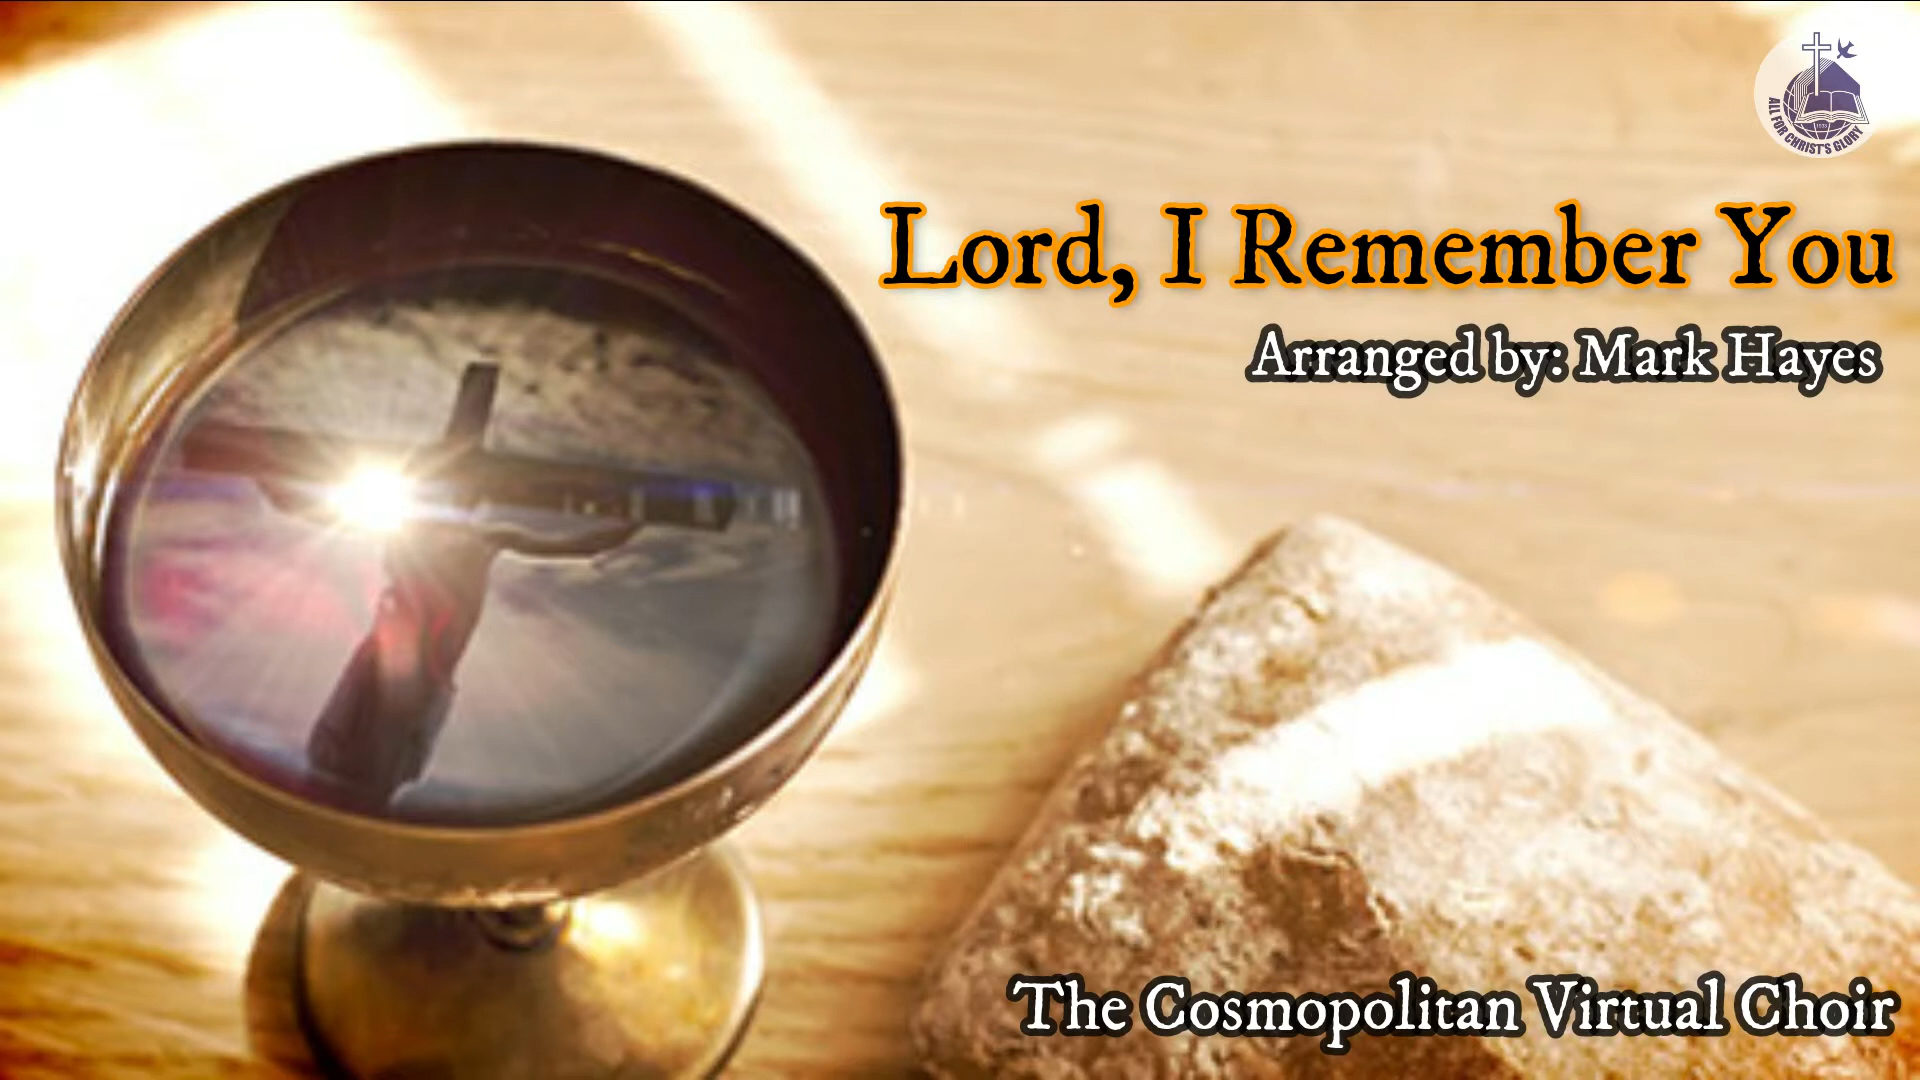 ALL FOR CHRIST'S GLORY
Lord, I Remember You
Arranged by: Mark Hayes
The Cosmopolitan Virtual Choir